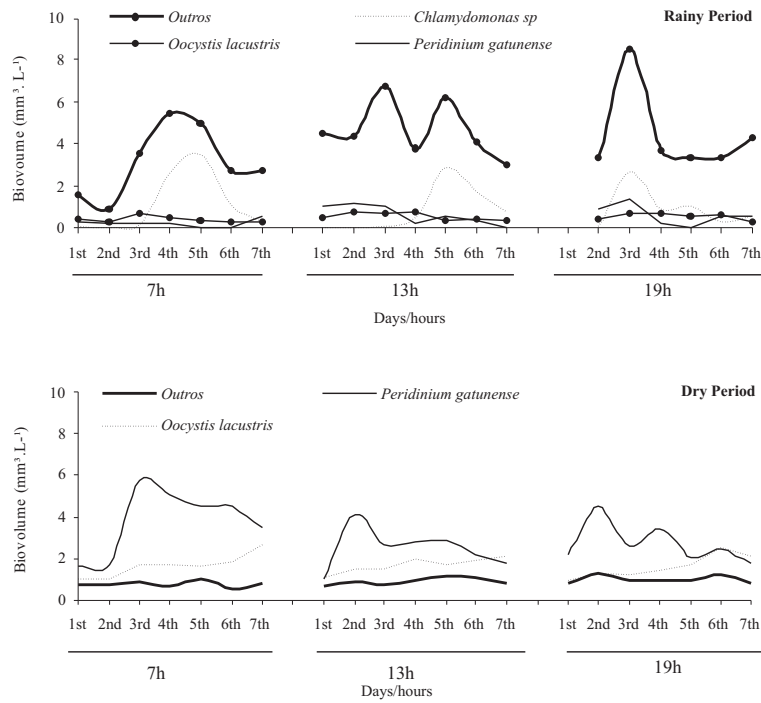 Outros Chlamydomonas sp Rainy Period
Oocystis lacustris Peridinium gatunense
Biovoume (mm³. L-¹)
10
8
6
4
2
0
1st 2nd 3rd 4th 5th 6th 7th 1st 2nd 3rd 4th 5th 6th 7th 1st 2nd 3rd 4th 5th 6th 7th
7h 13h 19h
Days/hours
Outros Peridinium gatunense Dry Period
Oocystis lacustris
Biovolume (mm³.L-¹)
10
8
6
4
2
0
1st 2nd 3rd 4th 5th 6th 7th 1st 2nd 3rd 4th 5th 6th 7th 1st 2nd 3rd 4th 5th 6th 7th
7h 13h 19h
Days/hours